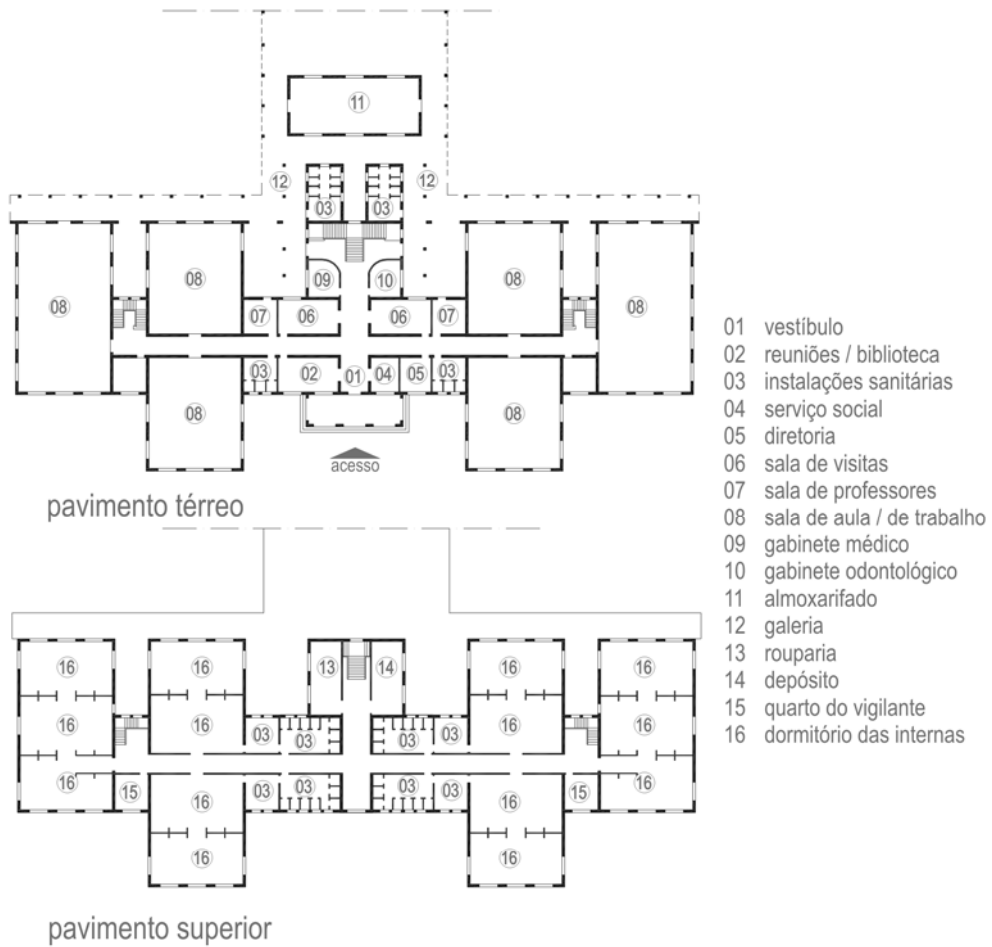 11
12 12
03 03
09 10
08 08 08 08
07 06 06 07
03 02 01 04 05 03
08 08
acesso
pavimento térreo
01 vestíbulo
02 reuniões / biblioteca
03 instalações sanitárias
04 serviço social
05 diretoria
06 sala de visitas
07 sala de professores
08 sala de aula / de trabalho
09 gabinete médico
10 gabinete odontológico
11 almoxarifado
12 galeria
13 rouparia
14 depósito
15 quarto do vigilante
16 dormitório das internas
16 16 13 14 16 16
16 16 03 03 03 03 16 16
16 15 16 03 03 03 03 16 15 16
16 16
pavimento superior